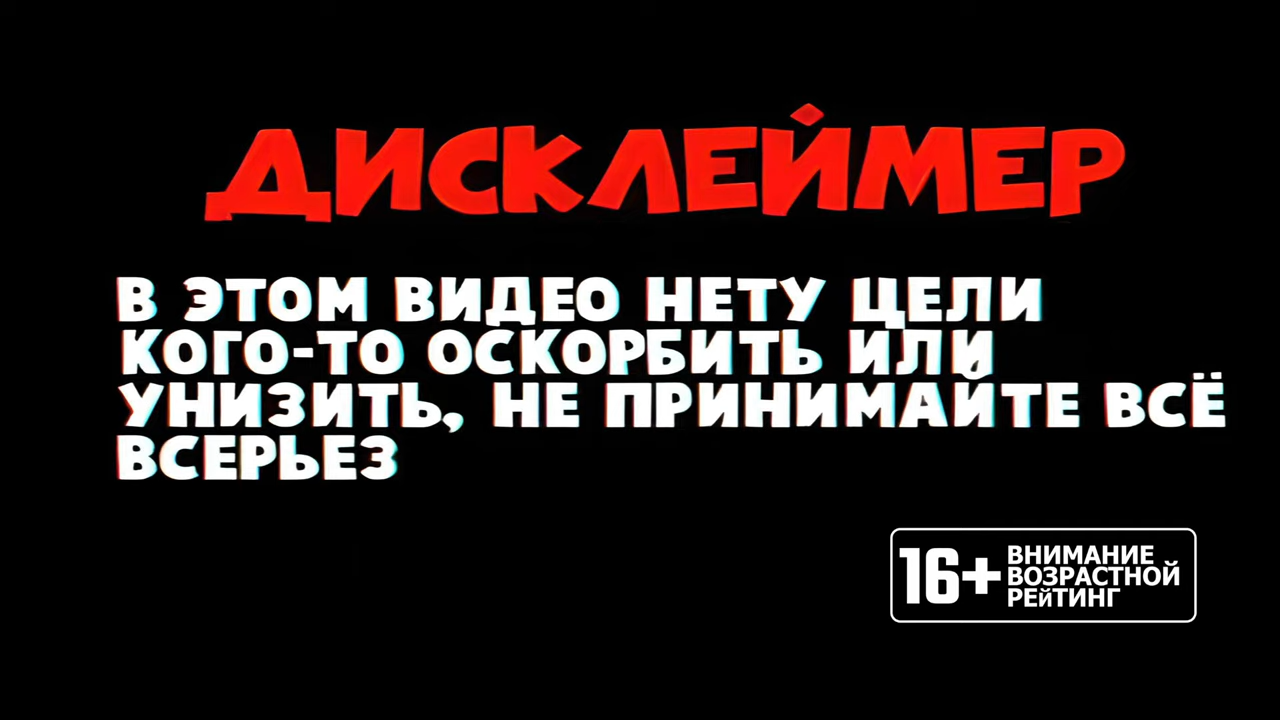 ДИСКЛЕЙМЕР
В ЭТОМ ВИДЕО НЕТУ ЦЕЛИ
КОГО-ТО ОСКОРБИТЬ ИЛИ
УНИЗИТЬ, НЕ ПРИНИМАЙТЕ ВСЁ
ВСЕРЬЕЗ
16+
ВНИМАНИЕ
ВОЗРАСТНОЙ
РЕЙТИНГ